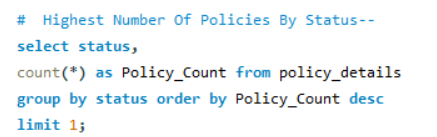 #  Highest Number Of Policies By Status--
select status,
count(*) as Policy_Count from policy_details
group by status order by Policy_Count desc
limit 1;